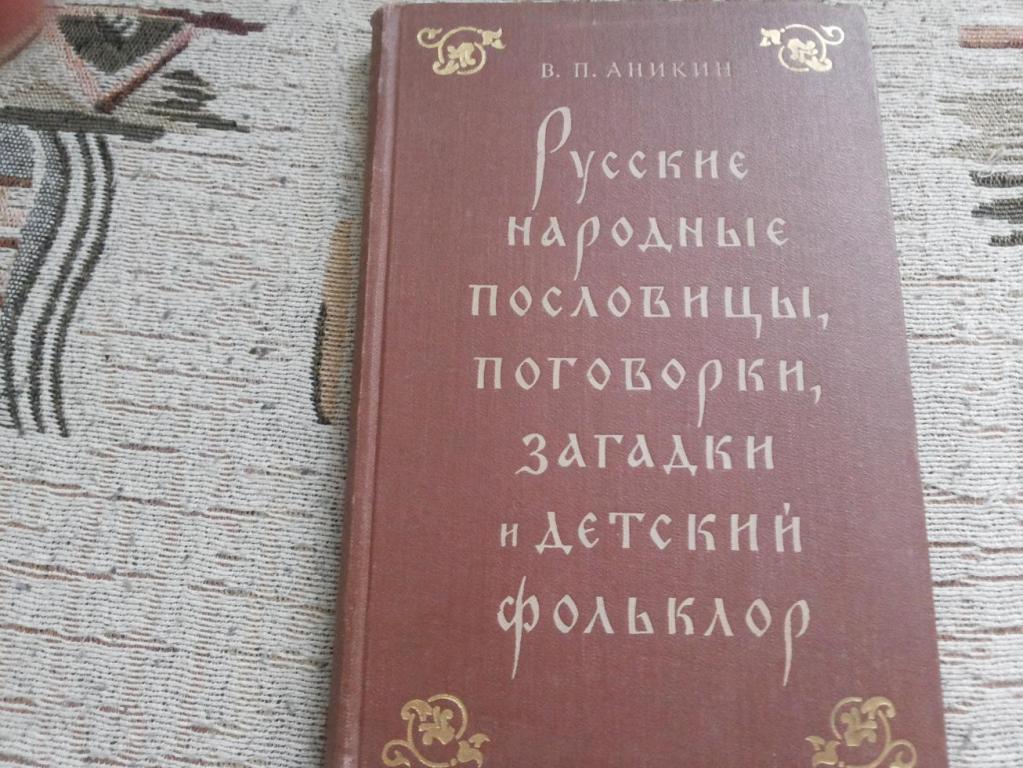 В. П. АНИКИН
Русские
народные
пословицы,
поговорки,
загадки
и детский
фольклор